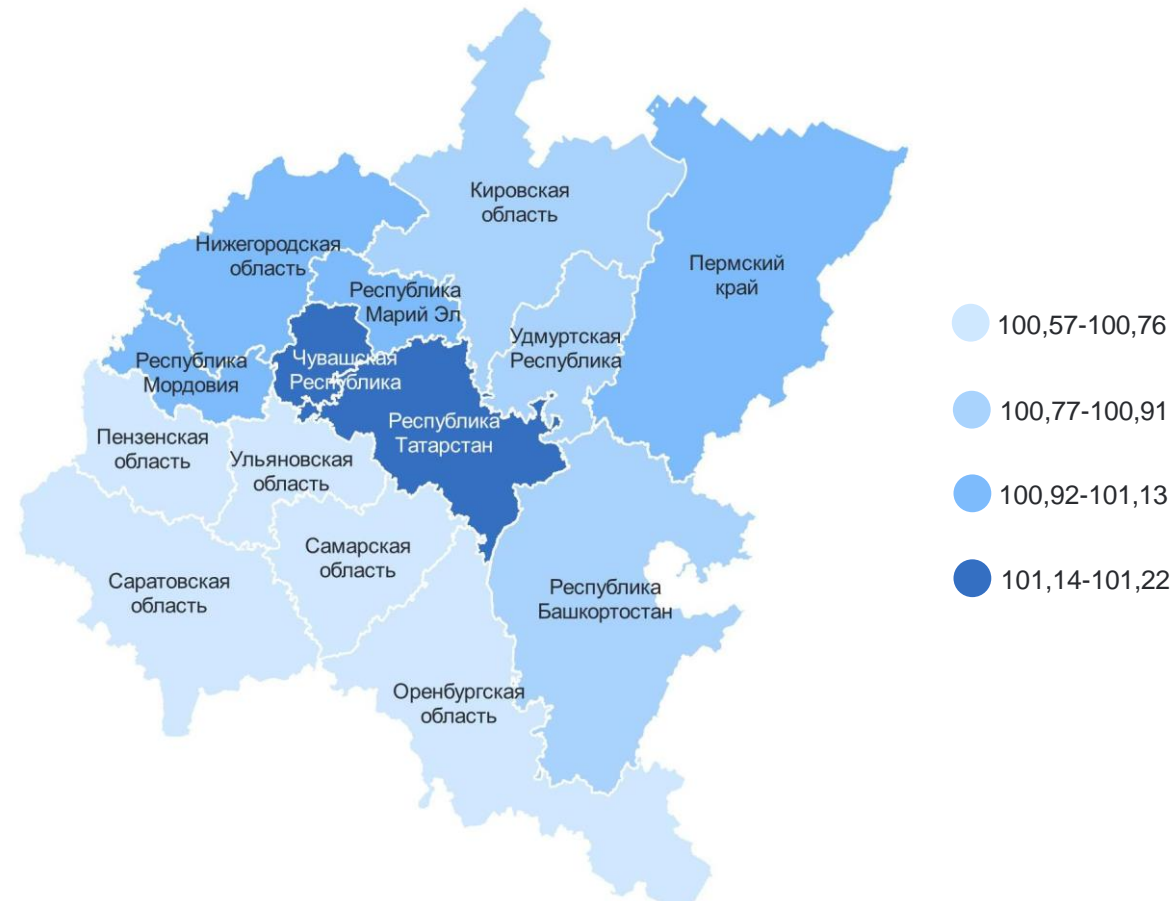 Кировская
область
Нижегородская
область
Пермский
край
Республика
Марий Эл
Удмуртская
Республика
Чувашская
Республика
Республика
Мордовия
Республика
Татарстан
Пензенская
область
Ульяновская
область
Самарская
область
Саратовская
область
Республика
Башкортостан
Оренбургская
область
100,57-100,76
100,77-100,91
100,92-101,13
101,14-101,22